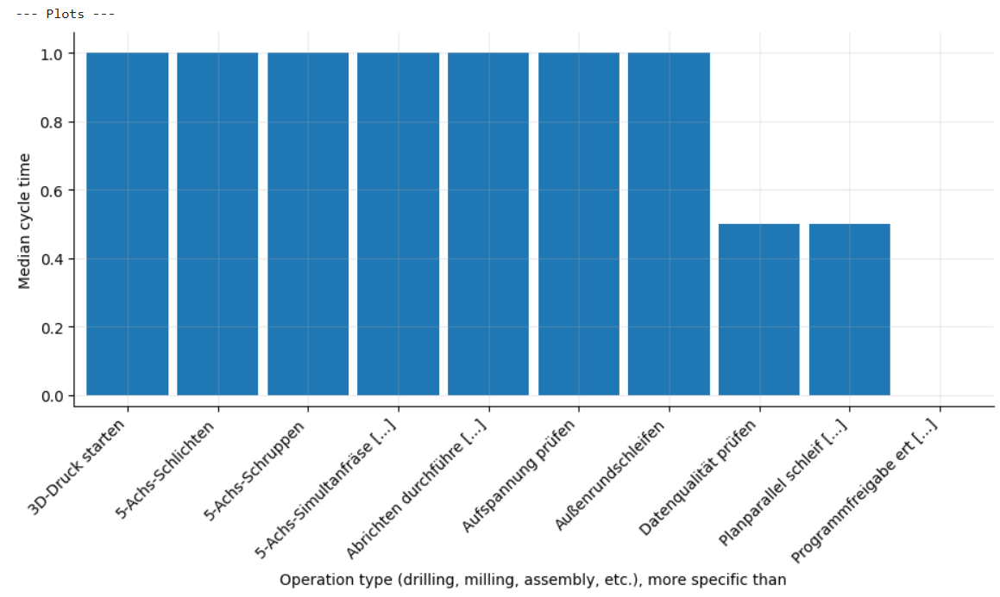 --- Plots ---
1.0
0.8
0.6
0.4
0.2
0.0
Median cycle time
3D-Druck starten
5-Achs-Schlichten
5-Achs-Schruppen
5-Achs-Simultanfräse [...]
Abrichten durchführe [...]
Aufspannung prüfen
Außenrundschleifen
Datenqualität prüfen
Planparallel schleif [...]
Programmfreigabe ert [...]
Operation type (drilling, milling, assembly, etc.), more specific than